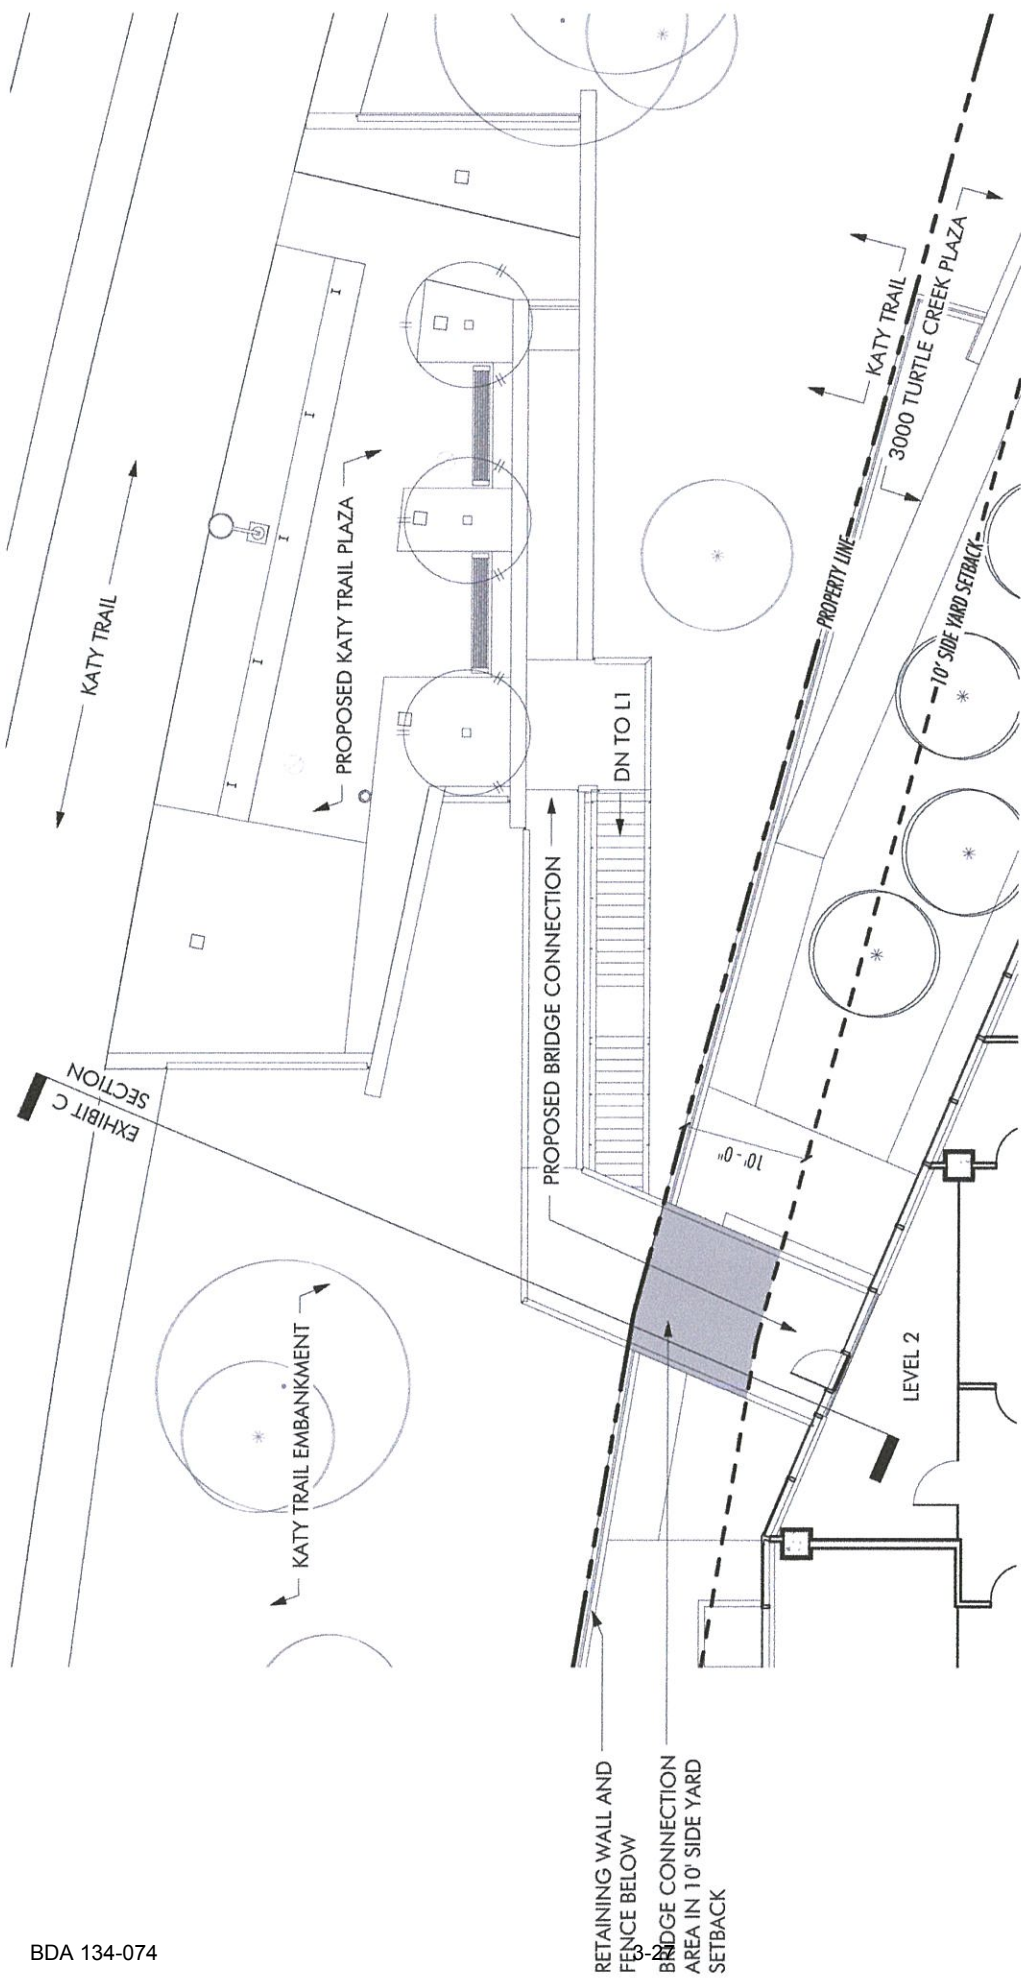 KATY TRAIL
EXHIBIT C
SECTION
PROPOSED KATY TRAIL PLAZA
KATY TRAIL EMBANKMENT
PROPOSED BRIDGE CONNECTION
DN TO L1
KATY TRAIL
3000 TURTLE CREEK PLAZA
PROPERTY LINE
10' SIDE YARD SETBACK
10'-0"
LEVEL 2
RETAINING WALL AND
FENCE BELOW
BRIDGE CONNECTION
AREA IN 10' SIDE YARD
SETBACK
BDA 134-074
3-27